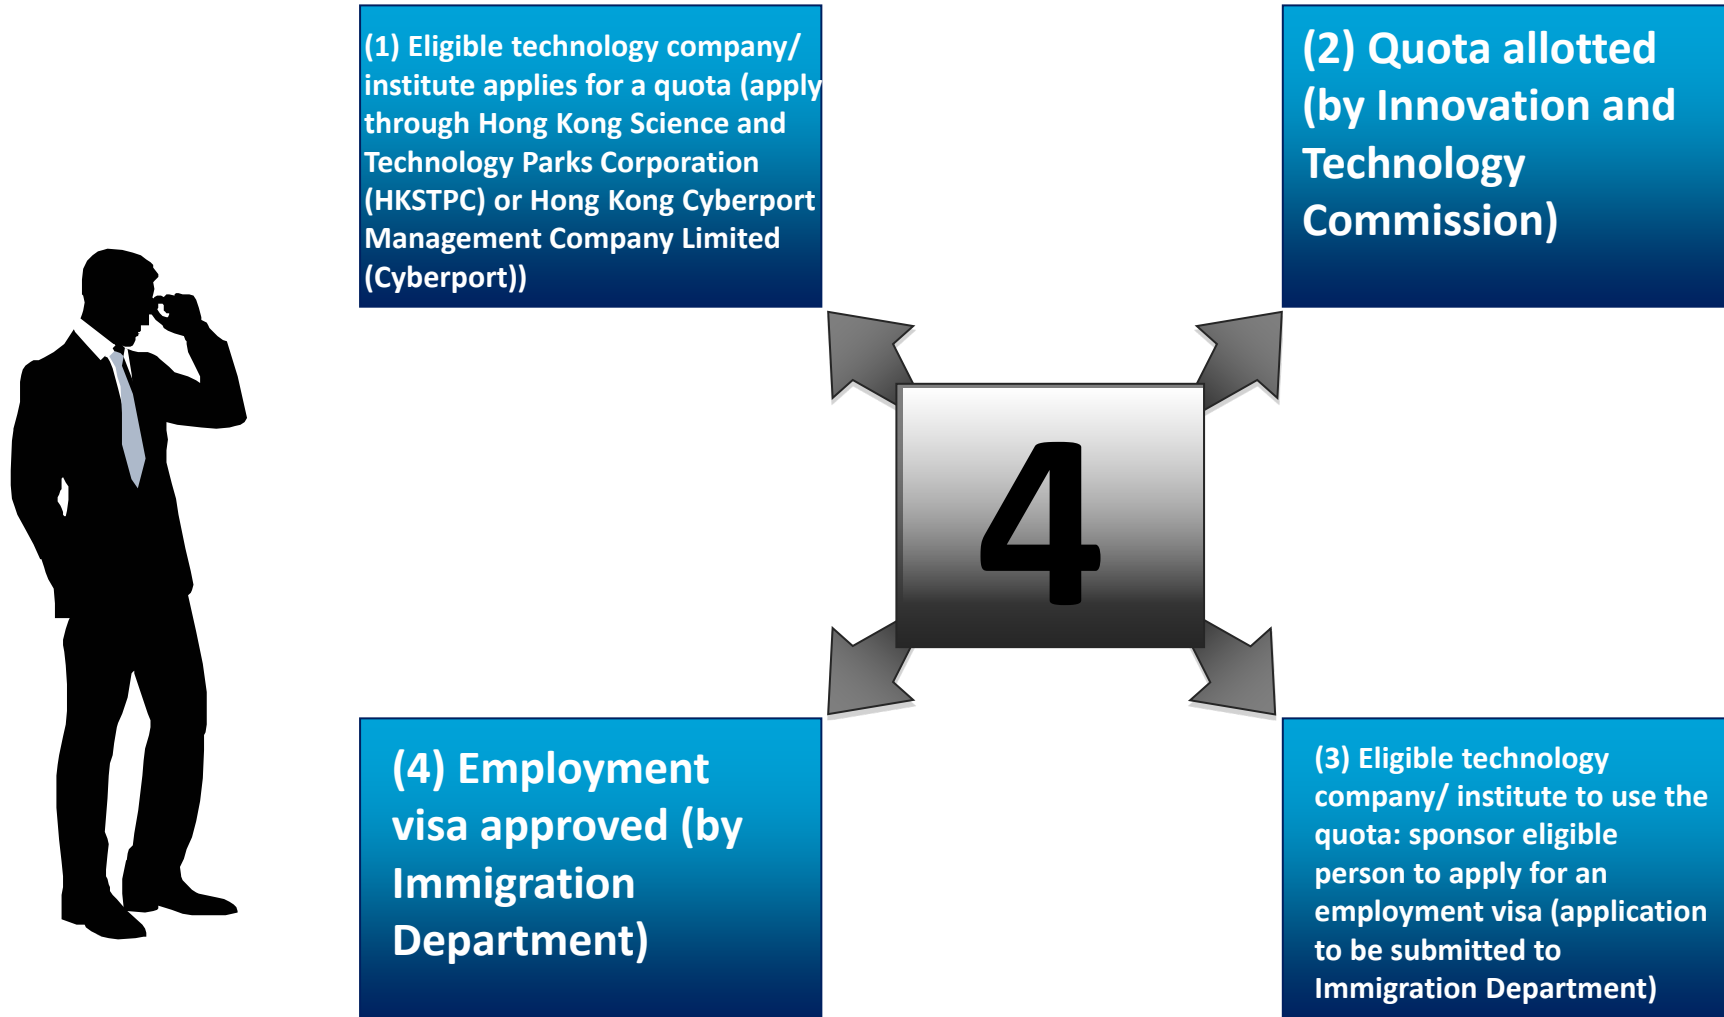 (1) Eligible technology company/
institute applies for a quota (apply
through Hong Kong Science and
Technology Parks Corporation
(HKSTPC) or Hong Kong Cyberport
Management Company Limited
(Cyberport))
(2) Quota allotted
(by Innovation and
Technology
Commission)
4
(4) Employment
visa approved (by
Immigration
Department)
(3) Eligible technology
company/ institute to use the
quota: sponsor eligible
person to apply for an
employment visa (application
to be submitted to
Immigration Department)